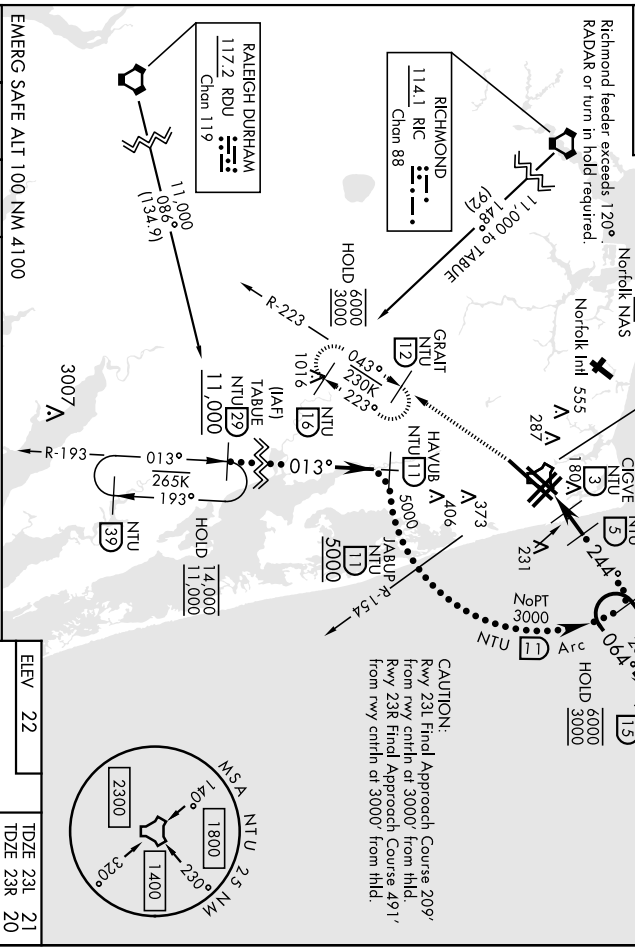 Richmond feeder exceeds 120°.
RADAR or turn in hold required.
Norfolk NAS
Norfolk Intl
555
287
180
CIGVE
NTU
3
NTU
5
231
244°
064°
15
HOLD
6000
3000
RICHMOND
114.1 RIC
Chan 88
11,000 to TABUE
148°
(92)
RALEIGH DURHAM
117.2 RDU
Chan 119
11,000
086°
(134.9)
HOLD
6000
3000
R-223
043°
230K
223°
1016
GRAIT
NTU
12
NTU
16
(IAF)
TABUE
NTU 29
11,000
013°
HAVUB
NTU 11
5000
406
373
JABUP
NTU
11
5000
R-154
NoPT
3000
NTU 11 Arc
3007
R-193
013°
265K
193°
NTU
39
HOLD
14,000
11,000
CAUTION:
Rwy 23L Final Approach Course 209'
from rwy cntrln at 3000' from thld.
Rwy 23R Final Approach Course 491'
from rwy cntrln at 3000' from thld.
MSA NTU 25 NM
140°
230°
320°
1800
1400
2300
EMERG SAFE ALT 100 NM 4100
ELEV 22
TDZE 23L 21
TDZE 23R 20